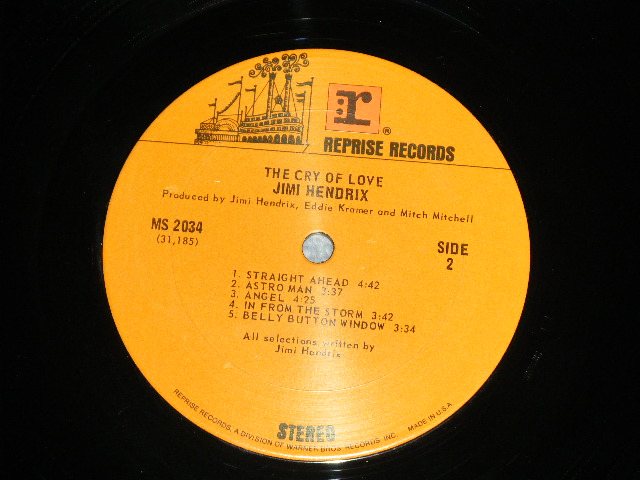 r
®
REPRISE RECORDS
THE CRY OF LOVE
JIMI HENDRIX
Produced by Jimi Hendrix, Eddie Kramer and Mitch Mitchell
MS 2034
(31,185)
SIDE
2
1. STRAIGHT AHEAD 4:42
2. ASTRO MAN 3:37
3. ANGEL 4:25
4. IN FROM THE STORM 3:42
5. BELLY BUTTON WINDOW 3:34
All selections written by
Jimi Hendrix
STEREO
REPRISE RECORDS, A DIVISION OF WARNER BROS. RECORDS, INC. MADE IN U.S.A.